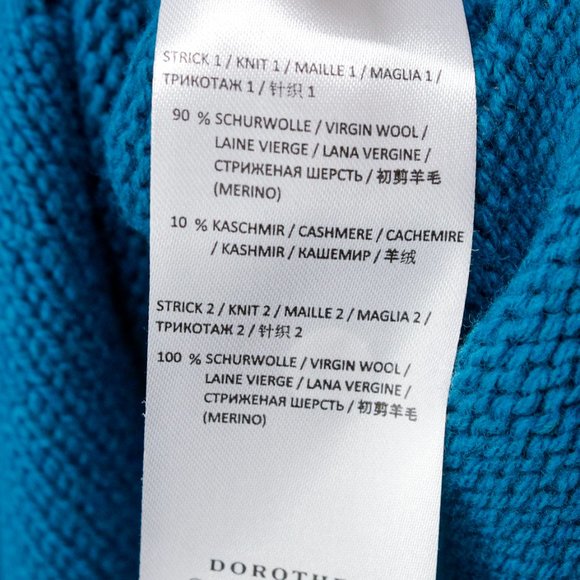 STRICK 1 / KNIT 1 / MAILLE 1 / MAGLIA 1 /
ТРИКОТАЖ 1 / 针织 1
90 % SCHURWOLLE / VIRGIN WOOL /
LAINE VIERGE / LANA VERGINE /
СТРИЖЕНАЯ ШЕРСТЬ / 初剪羊毛
(MERINO)
10 % KASCHMIR / CASHMERE / CACHEMIRE
/ KASHMIR / КАШЕМИР / 羊绒
STRICK 2 / KNIT 2 / MAILLE 2 / MAGLIA 2 /
ТРИКОТАЖ 2 / 针织 2
100 % SCHURWOLLE / VIRGIN WOOL /
LAINE VIERGE / LANA VERGINE /
СТРИЖЕНАЯ ШЕРСТЬ / 初剪羊毛
(MERINO)